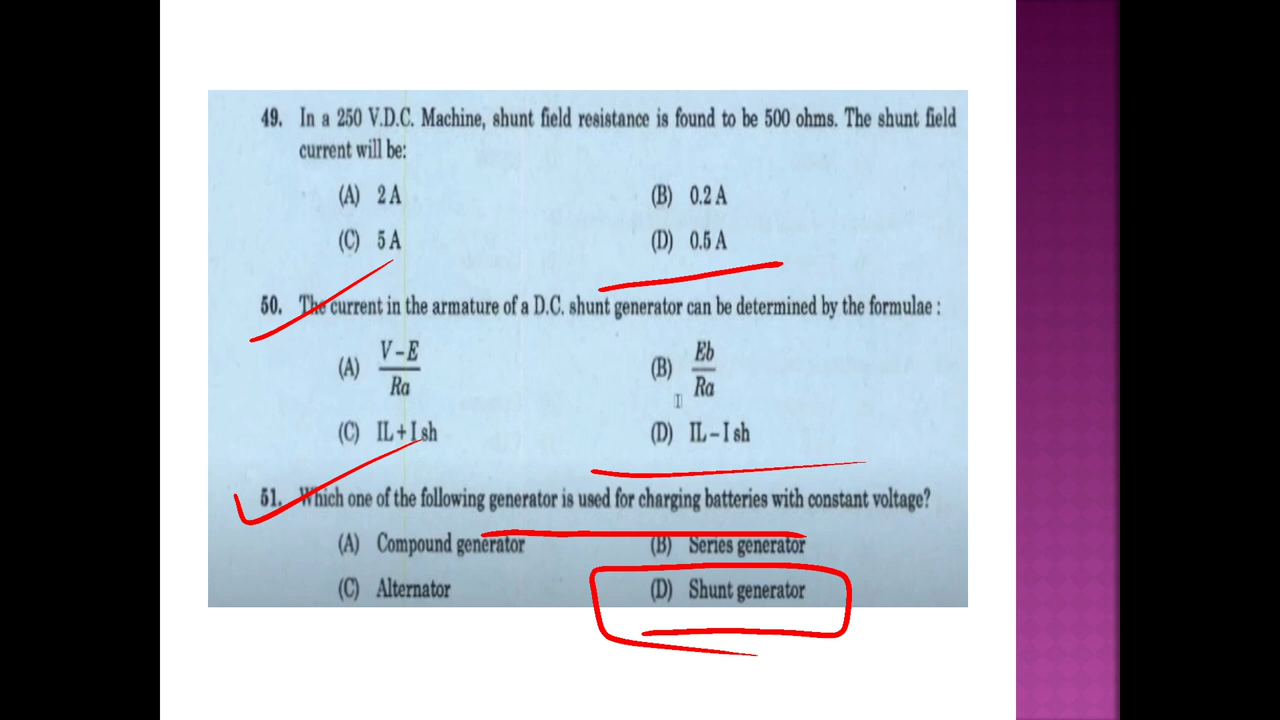 49. In a 250 V.D.C. Machine, shunt field resistance is found to be 500 ohms. The shunt field
current will be:
(A) 2 A (B) 0.2 A
(C) 5 A (D) 0.5 A
50. The current in the armature of a D.C. shunt generator can be determined by the formulae :
(A) V – E / Ra (B) Eb / Ra
(C) IL + I sh (D) IL – I sh
51. Which one of the following generator is used for charging batteries with constant voltage?
(A) Compound generator (B) Series generator
(C) Alternator (D) Shunt generator